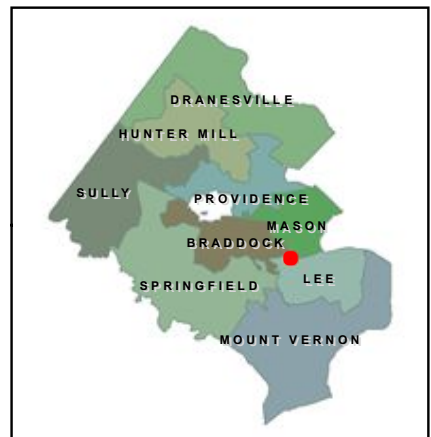 DRANESVILLE
HUNTER MILL
SULLY
PROVIDENCE
MASON
BRADDOCK
LEE
SPRINGFIELD
MOUNT VERNON